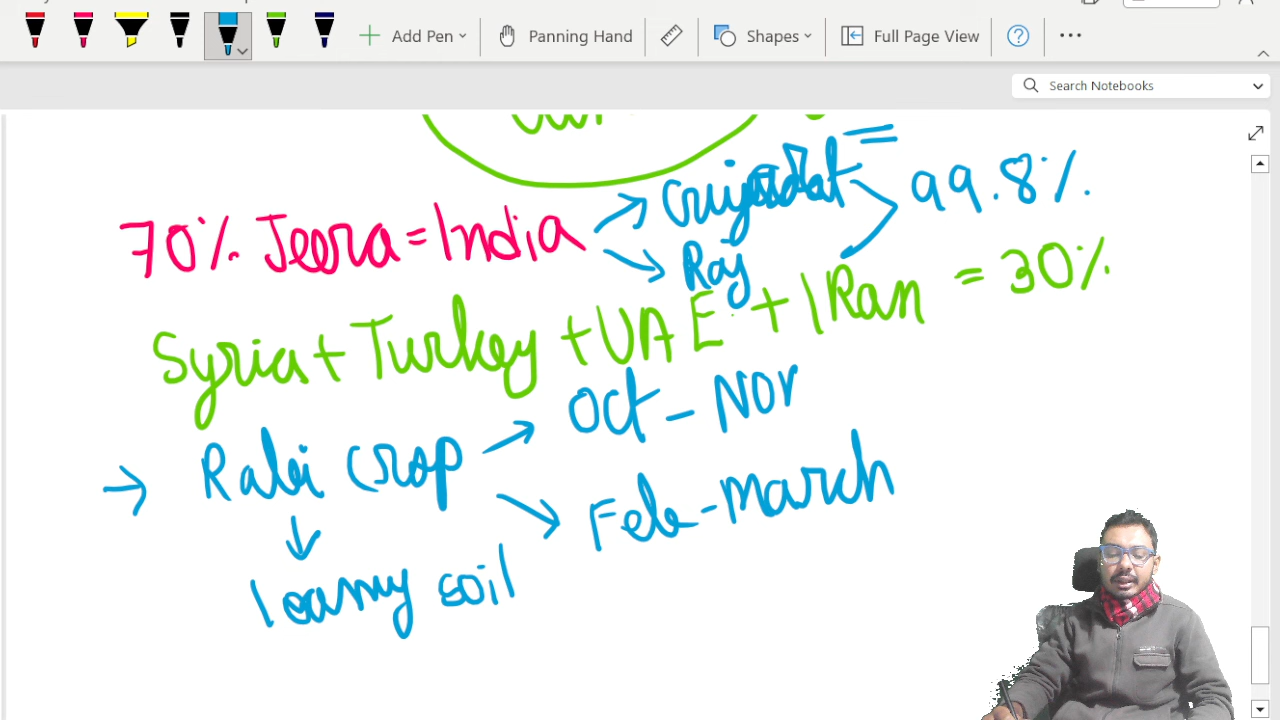 Add Pen
Panning Hand
Shapes
Full Page View
Search Notebooks
70% Jeera = India → Gujarat = 99.8%
→ Raj
Syria + Turkey + UAE + IRan = 30%
→ Rabi crop → Oct - Nov
→ Feb - March
↓
loamy soil